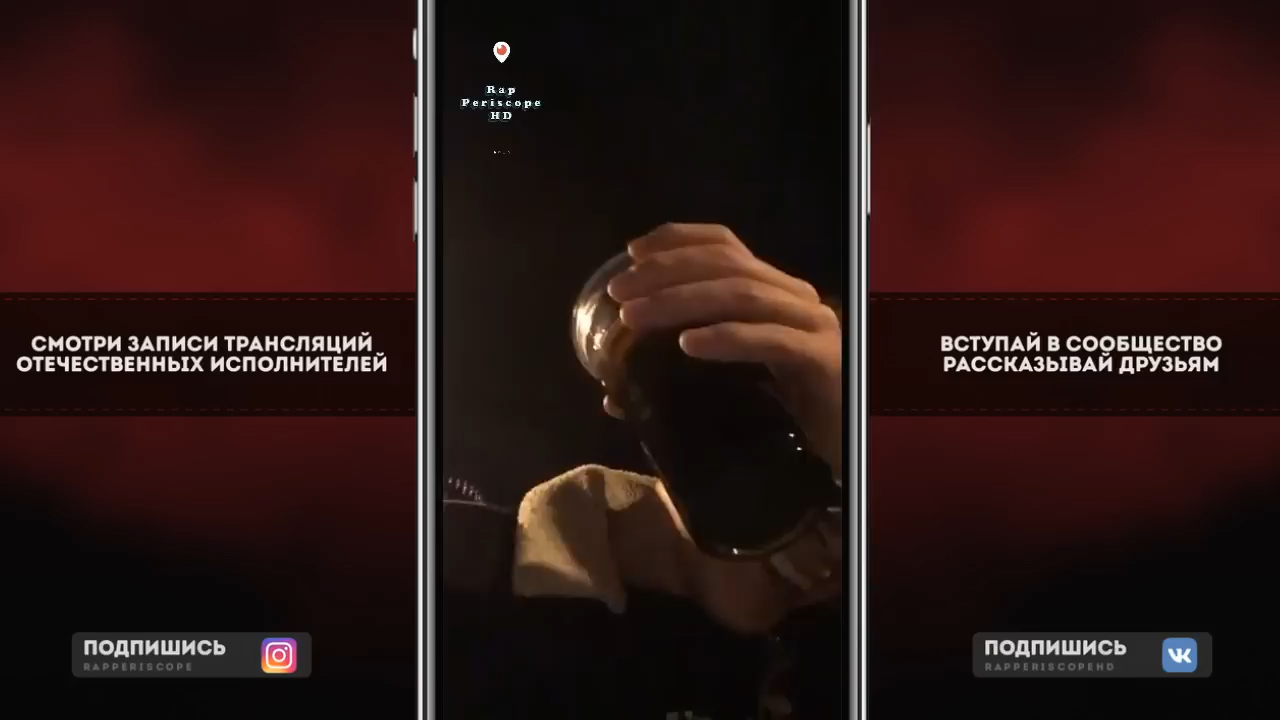 Rap
Periscope
HD
СМОТРИ ЗАПИСИ ТРАНСЛЯЦИЙ
ОТЕЧЕСТВЕННЫХ ИСПОЛНИТЕЛЕЙ
ВСТУПАЙ В СООБЩЕСТВО
РАССКАЗЫВАЙ ДРУЗЬЯМ
ПОДПИШИСЬ
RAPPERISCOPE
ПОДПИШИСЬ
RAPPERISCOPEHD